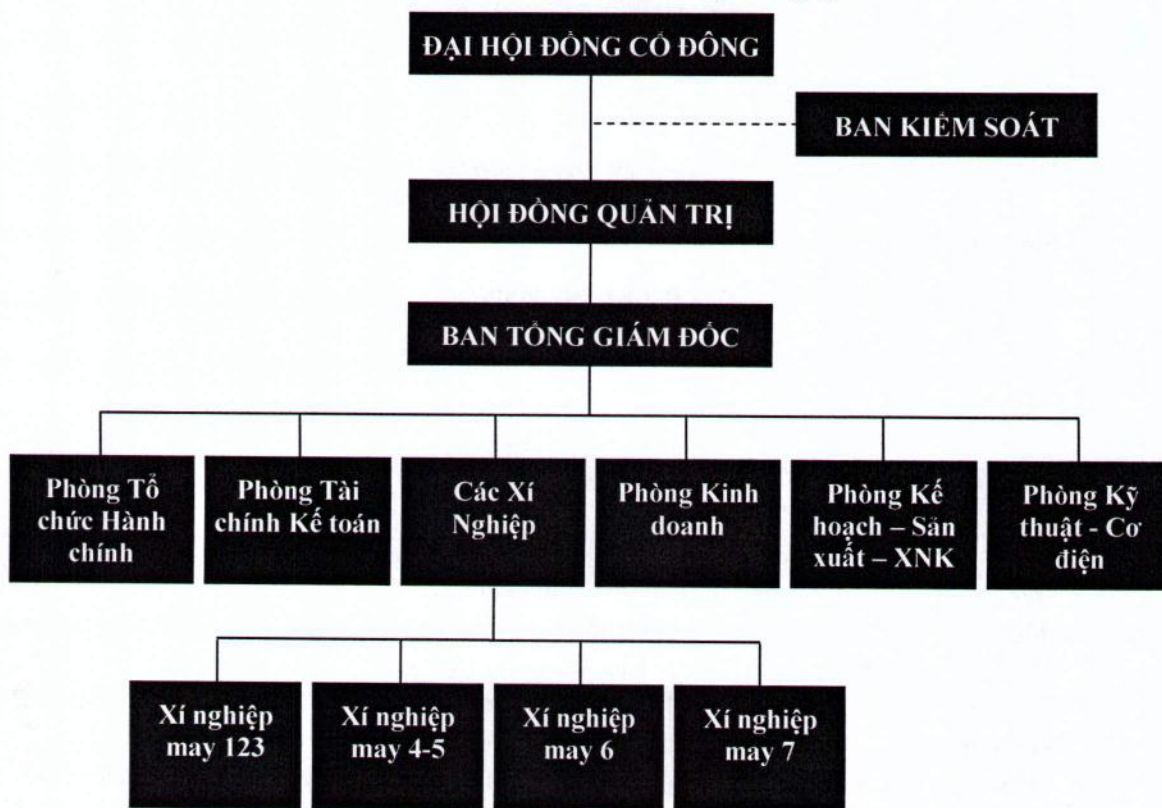 ĐẠI HỘI ĐỒNG CỔ ĐÔNG
BAN KIỂM SOÁT
HỘI ĐỒNG QUẢN TRỊ
BAN TỔNG GIÁM ĐỐC
Phòng Tổ
chức Hành
chính
Phòng Tài
chính Kế toán
Các Xí
Nghiệp
Phòng Kinh
doanh
Phòng Kế
hoạch – Sản
xuất – XNK
Phòng Kỹ
thuật - Cơ
điện
Xí nghiệp
may 123
Xí nghiệp
may 4-5
Xí nghiệp
may 6
Xí nghiệp
may 7